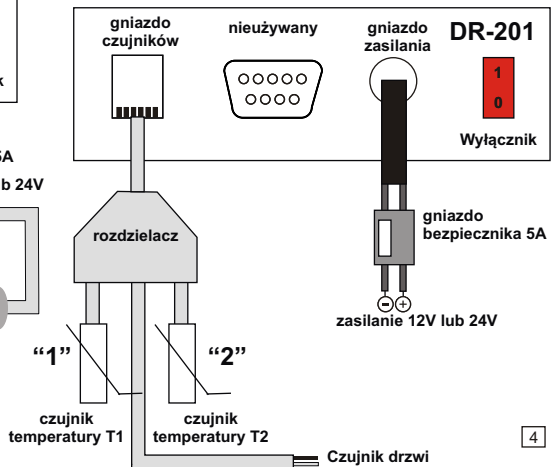 gniazdo
czujników
nieużywany
gniazdo
zasilania
DR-201
1
0
Wyłącznik
k
5A
b 24V
rozdzielacz
gniazdo
bezpiecznika 5A
zasilanie 12V lub 24V
“1”
“2”
czujnik
temperatury T1
czujnik
temperatury T2
Czujnik drzwi
4